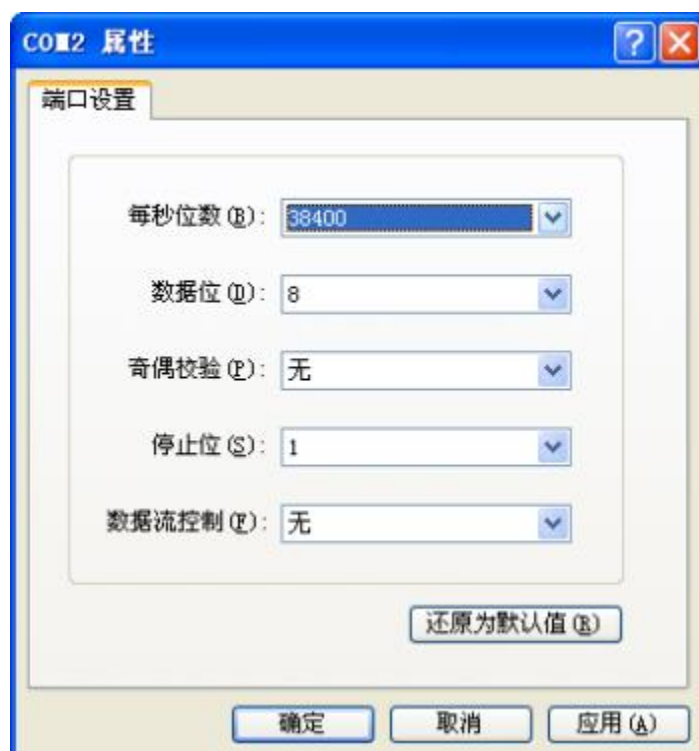 COM2 属性
端口设置
每秒位数(B): 38400
数据位(D): 8
奇偶校验(P): 无
停止位(S): 1
数据流控制(F): 无
还原为默认值(R)
确定 取消 应用(A)